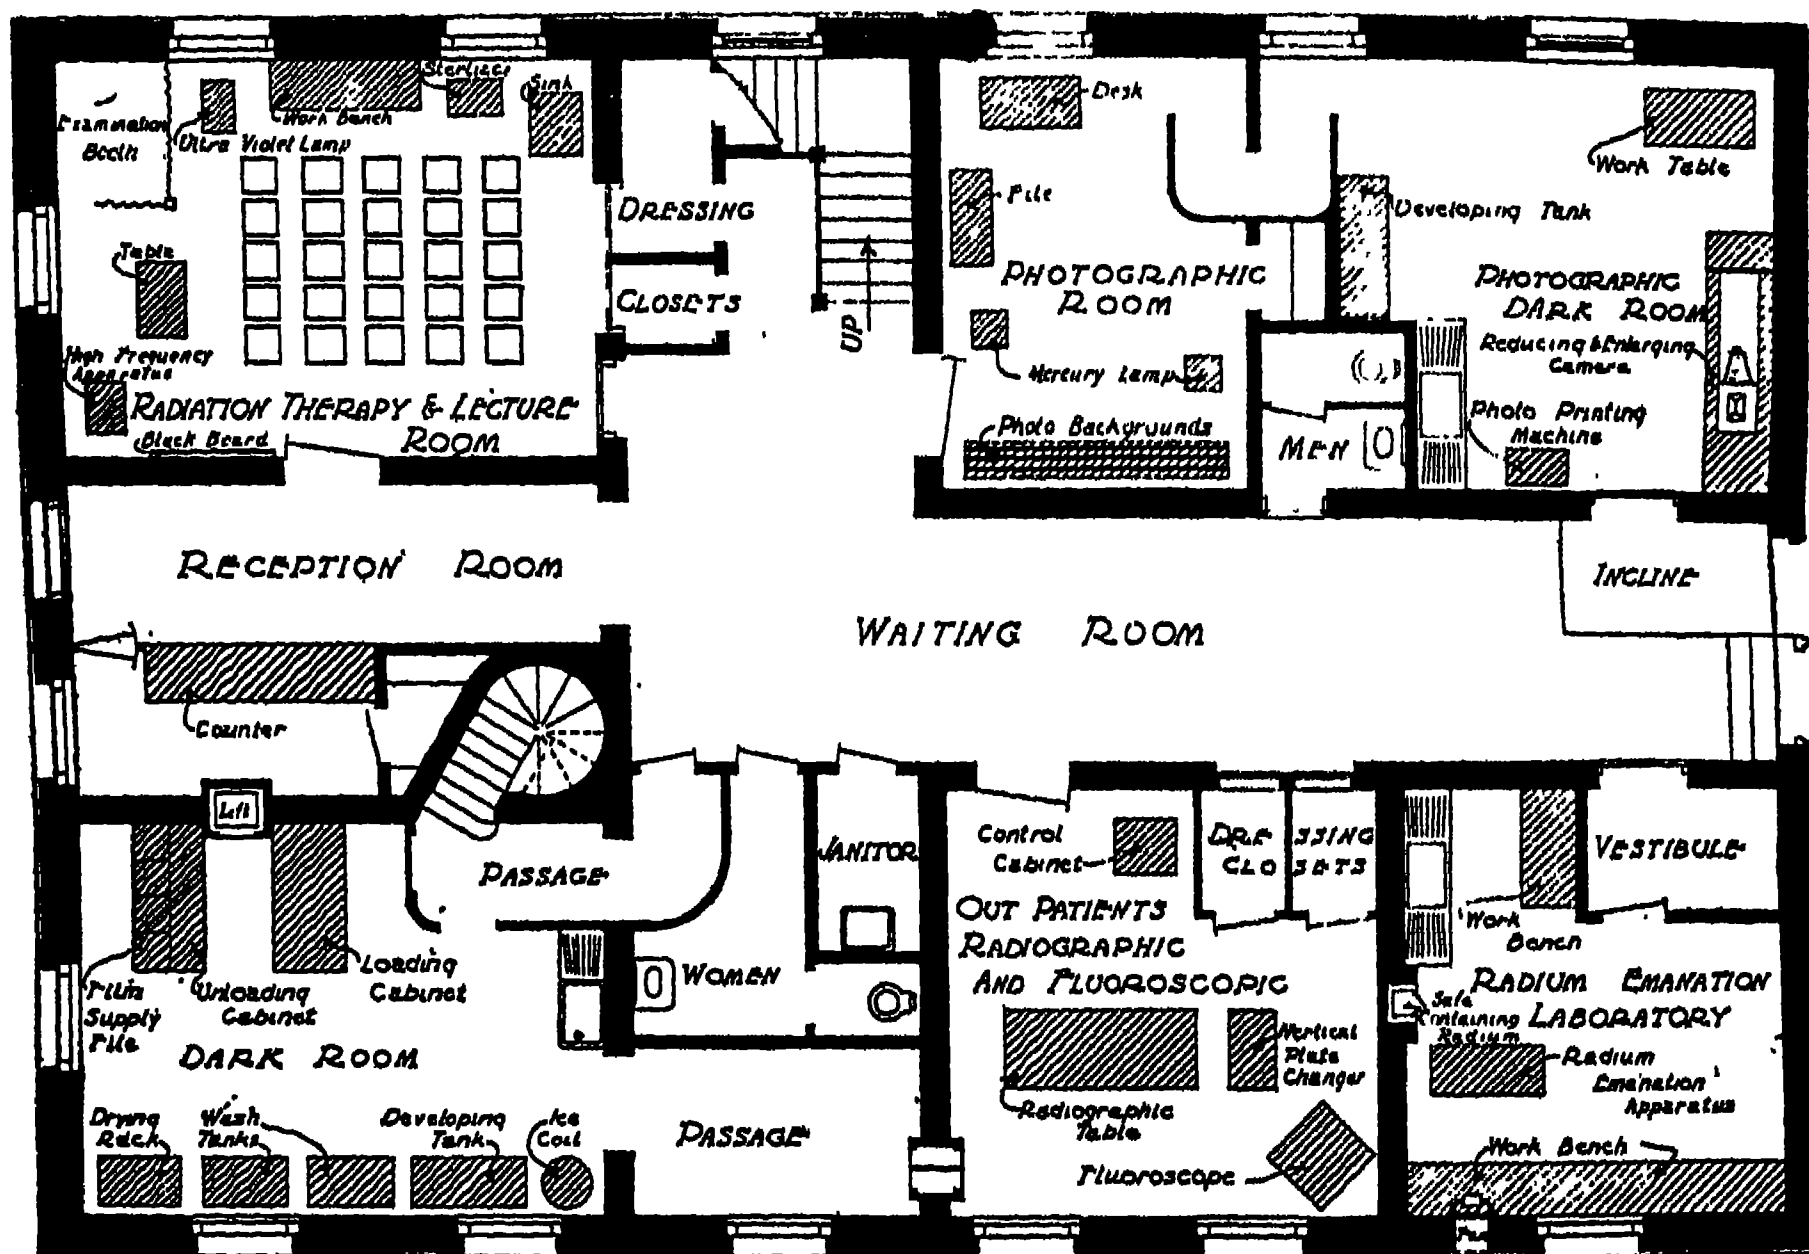 Examination
Booth
Ultra Violet Lamp
Work Bench
Sterilizer
Sink
Table
High Frequency
Apparatus
RADIATION THERAPY & LECTURE
ROOM
Black Board
DRESSING
CLOSETS
UP
Desk
File
PHOTOGRAPHIC
ROOM
Mercury Lamp
Photo Backgrounds
MEN
Work Table
Developing Tank
PHOTOGRAPHIC
DARK ROOM
Reducing & Enlarging
Camera
Photo Printing
Machine
RECEPTION ROOM
WAITING ROOM
INCLINE
Counter
Lift
PASSAGE
JANITOR
WOMEN
Film
Supply
File
Unloading
Cabinet
Loading
Cabinet
DARK ROOM
Drying
Rack
Wash
Tanks
Developing
Tank
Ice
Coil
PASSAGE
Control
Cabinet
DRESSING
CLOSETS
OUT PATIENTS
RADIOGRAPHIC
AND FLUOROSCOPIC
Vertical
Plate
Changer
Radiographic
Table
Fluoroscope
VESTIBULE
Work
Bench
RADIUM EMANATION
LABORATORY
Safe
Containing
Radium
Radium
Emanation
Apparatus
Work Bench